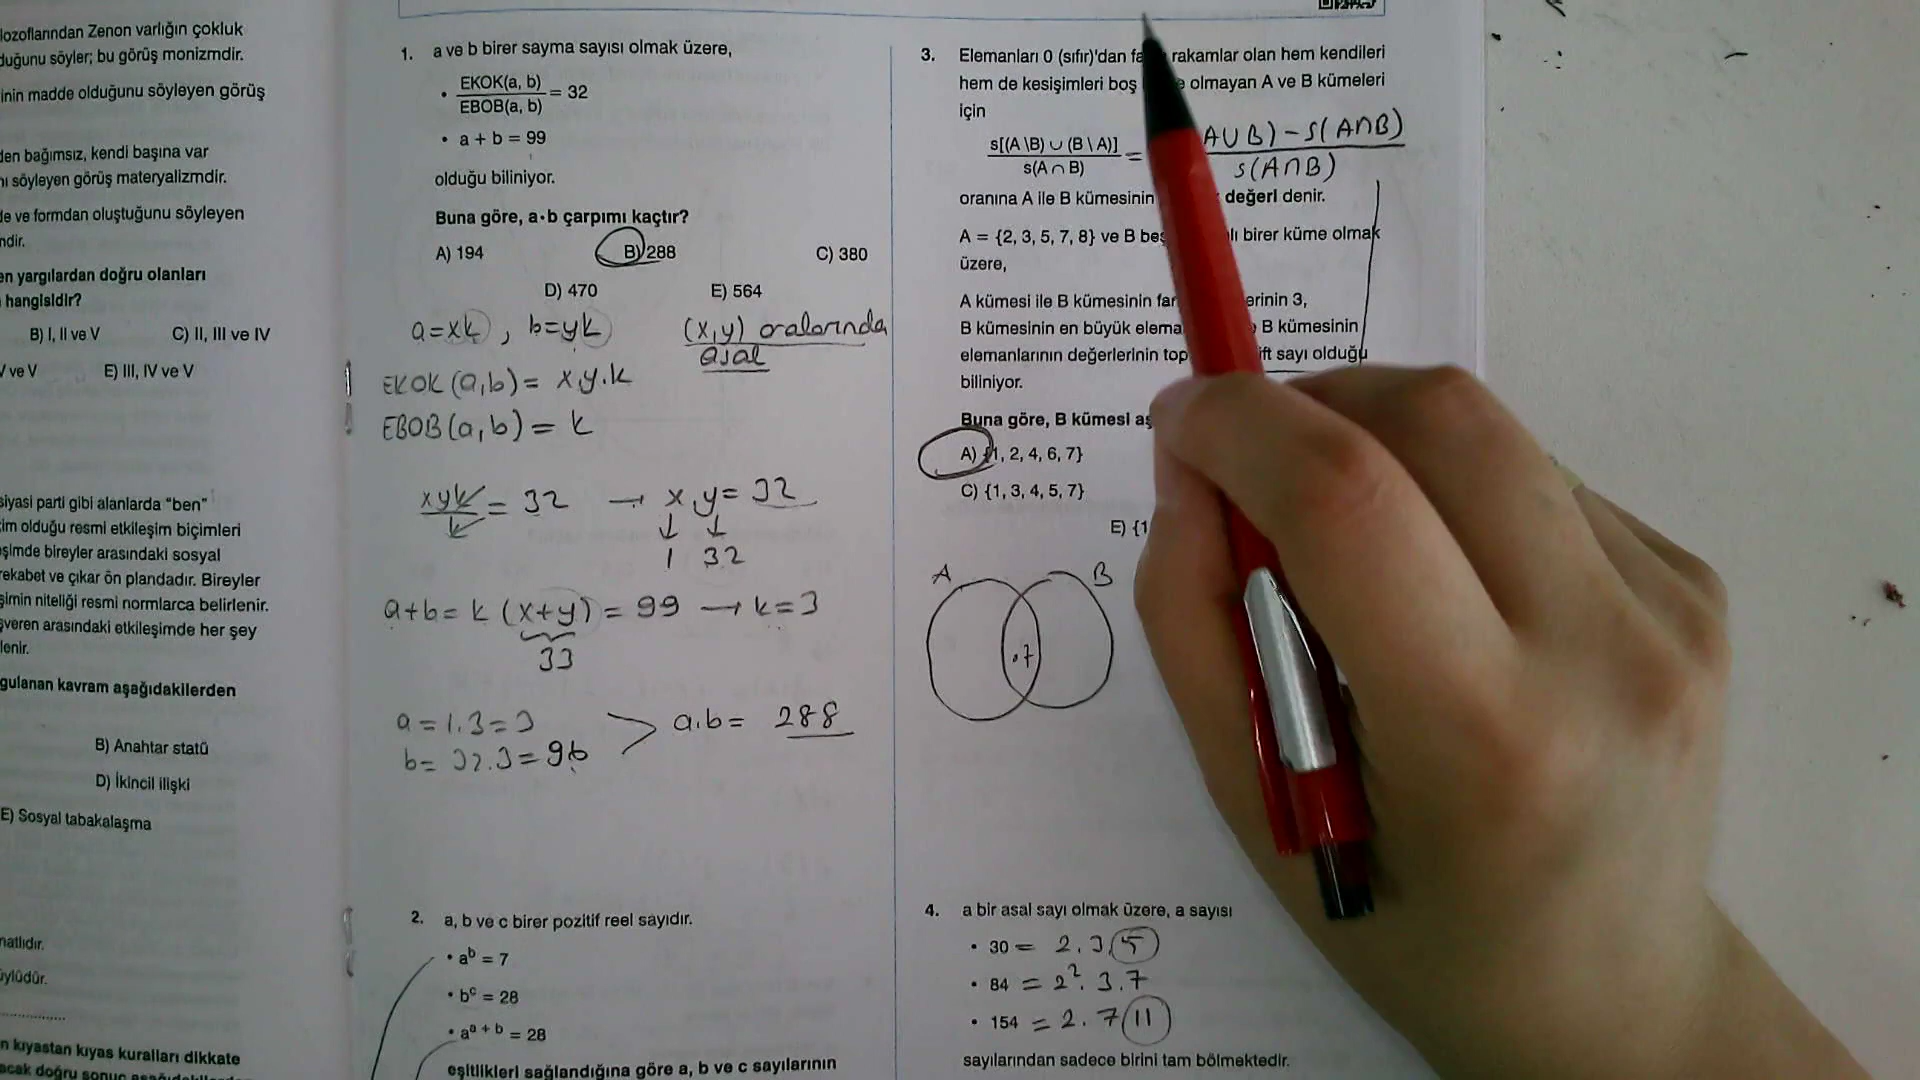 lozoflarından Zenon varlığın çokluk
duğunu söyler; bu görüş monizmdir.
inin madde olduğunu söyleyen görüş
den bağımsız, kendi başına var
nı söyleyen görüş materyalizmdir.
de ve formdan oluştuğunu söyleyen
ndir.
en yargılardan doğru olanları
hangisidir?
B) I, II ve V C) II, III ve IV
V ve V E) III, IV ve V
siyasi parti gibi alanlarda "ben"
im olduğu resmi etkileşim biçimleri
eşimde bireyler arasındaki sosyal
rekabet ve çıkar ön plandadır. Bireyler
şimin niteliği resmi normlarca belirlenir.
şveren arasındaki etkileşimde her şey
lenir.
gulanan kavram aşağıdakilerden
B) Anahtar statü
D) İkincil ilişki
E) Sosyal tabakalaşma
natlıdır.
üylüdür.
n kıyastan kıyas kuralları dikkate
1. a ve b birer sayma sayısı olmak üzere,
• EKOK(a, b) / EBOB(a, b) = 32
• a + b = 99
olduğu biliniyor.
Buna göre, a·b çarpımı kaçtır?
A) 194 B) 288 C) 380
D) 470 E) 564
a=xk, b=yk (x,y) aralarında
asal
EKOK(a,b)= x.y.k
EBOB(a,b)= k
xyk/k = 32 → x.y= 32
↓ ↓
1 32
a+b= k (x+y) = 99 → k=3
33
a=1.3=3
b= 32.3=96
> a.b= 288
2. a, b ve c birer pozitif reel sayıdır.
• a^b = 7
• b^c = 28
• a^(a + b) = 28
eşitlikleri sağlandığına göre a, b ve c sayılarının
3. Elemanları 0 (sıfır)'dan rakamlar olan hem kendileri
hem de kesişimleri boş olmayan A ve B kümeleri
için
s[(A \ B) ∪ (B \ A)] / s(A ∩ B) = A∪B) - s(A∩B) / s(A∩B)
oranına A ile B kümesinin değeri denir.
A = {2, 3, 5, 7, 8} ve B birer küme olmak
üzere,
A kümesi ile B kümesinin erinin 3,
B kümesinin en büyük B kümesinin
elemanlarının değerlerinin ift sayı olduğu
biliniyor.
Buna göre, B kümesi
A) {1, 2, 4, 6, 7}
C) {1, 3, 4, 5, 7}
E) {1
A B
.7
4. a bir asal sayı olmak üzere, a sayısı
• 30 = 2.3.5
• 84 = 2².3.7
• 154 = 2.7 11
sayılarından sadece birini tam bölmektedir.